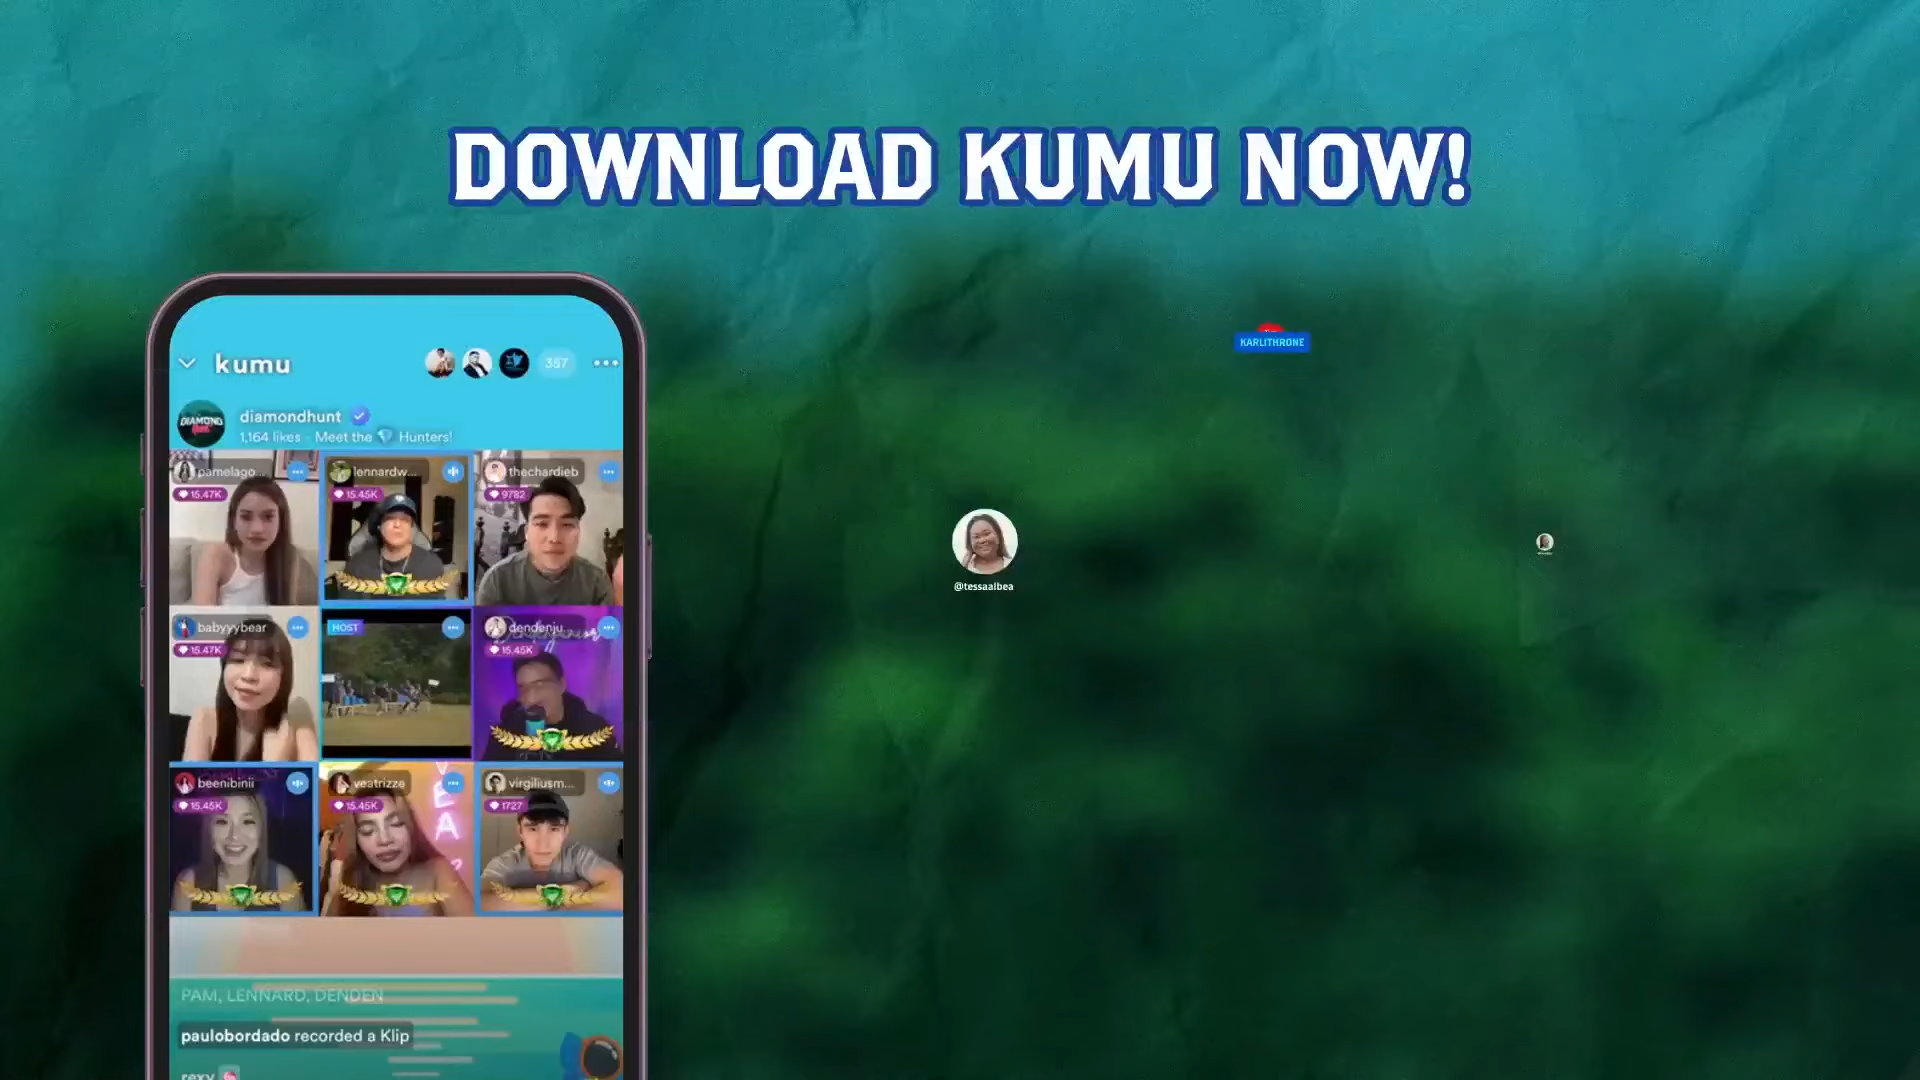 DOWNLOAD KUMU NOW!
KARLITHRONE
kumu
357
diamondhunt
1,164 likes · Meet the 💎 Hunters!
DIAMOND
pamelago...
15.47K
lennardw...
15.45K
thechardieb
9782
babyyybear
15.47K
HOST
dendenju...
15.45K
beenibinii
15.45K
veatrizze
15.45K
VEA
virgiliusm...
1727
@tessaalbea
PAM, LENNARD, DENDEN
paulobordado recorded a Klip
rexy